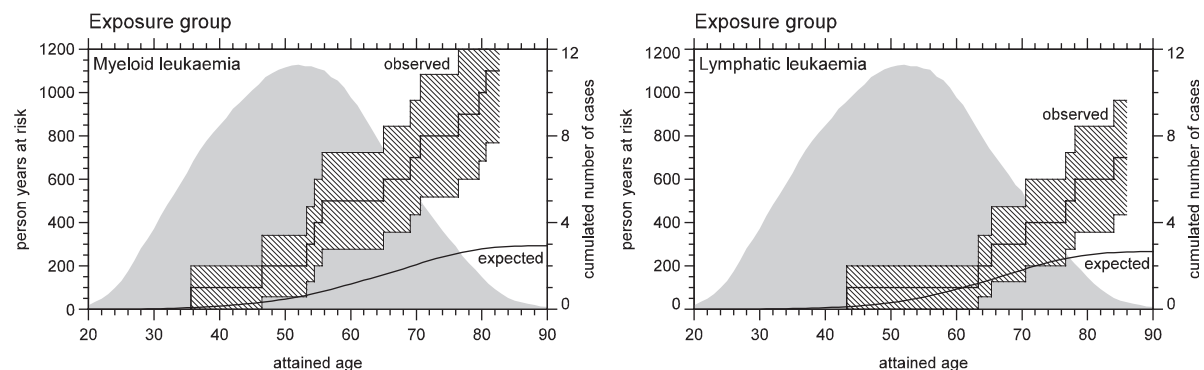 Exposure group
Myeloid leukaemia
observed
expected
person years at risk
1200
1000
800
600
400
200
0
12
8
4
0
cumulated number of cases
20 30 40 50 60 70 80 90
attained age
Exposure group
Lymphatic leukaemia
observed
expected
person years at risk
1200
1000
800
600
400
200
0
12
8
4
0
cumulated number of cases
20 30 40 50 60 70 80 90
attained age